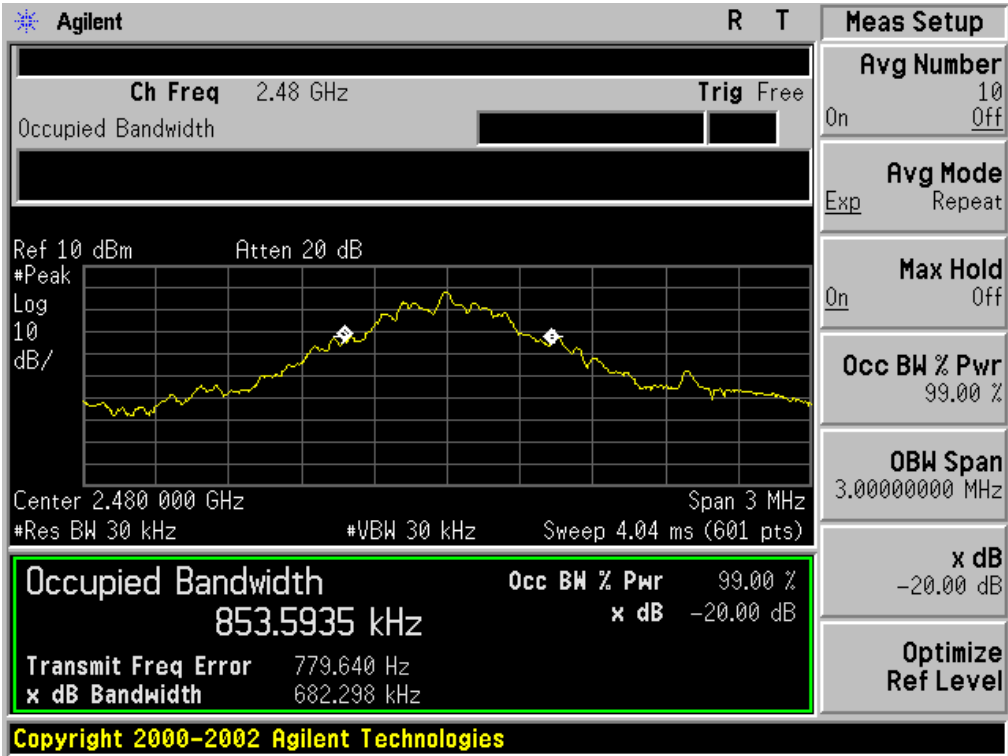 Agilent R T Meas Setup
Ch Freq 2.48 GHz Trig Free
Occupied Bandwidth
Ref 10 dBm Atten 20 dB
#Peak
Log
10
dB/
Center 2.480 000 GHz Span 3 MHz
#Res BW 30 kHz #VBW 30 kHz Sweep 4.04 ms (601 pts)
Occupied Bandwidth
853.5935 kHz
Occ BW % Pwr 99.00 %
x dB -20.00 dB
Transmit Freq Error 779.640 Hz
x dB Bandwidth 682.298 kHz
Avg Number
10
On Off
Avg Mode
Exp Repeat
Max Hold
On Off
Occ BW % Pwr
99.00 %
OBW Span
3.00000000 MHz
x dB
-20.00 dB
Optimize
Ref Level
Copyright 2000-2002 Agilent Technologies